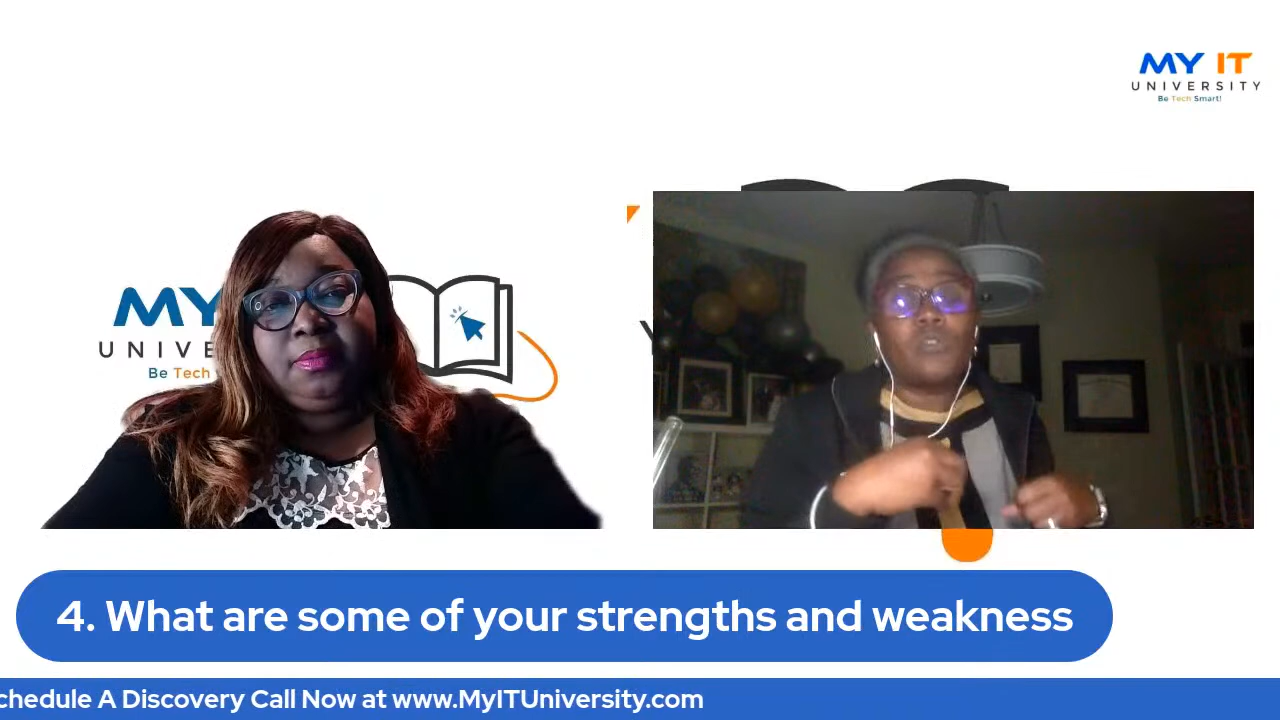 MY IT
UNIVERSITY
Be Tech Smart!
MY
UNIVE
Be Tech
4. What are some of your strengths and weakness
chedule A Discovery Call Now at www.MyITUniversity.com